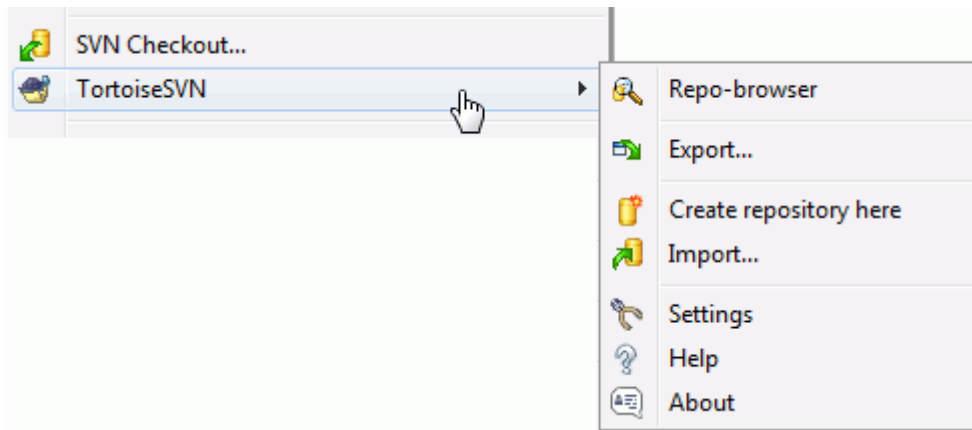 SVN Checkout...
TortoiseSVN
Repo-browser
Export...
Create repository here
Import...
Settings
Help
About